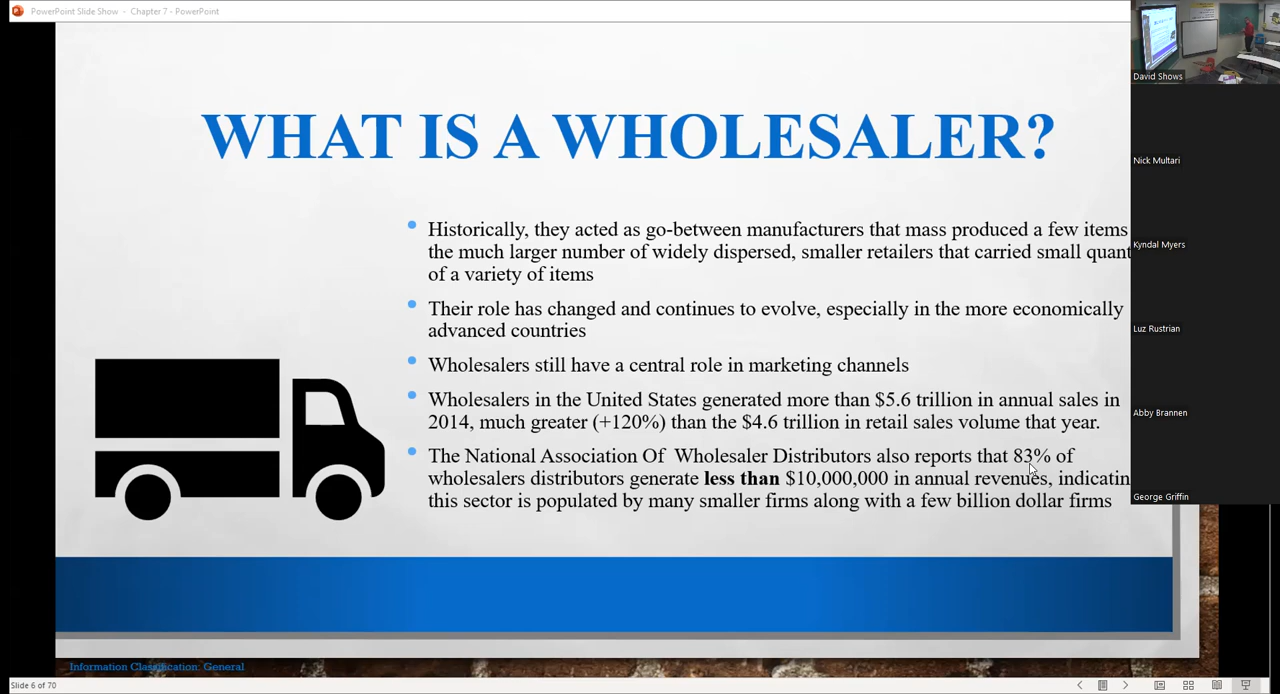 PowerPoint Slide Show - Chapter 7 - PowerPoint
WHAT IS A WHOLESALER?
Historically, they acted as go-between manufacturers that mass produced a few items
the much larger number of widely dispersed, smaller retailers that carried small quant
of a variety of items
Their role has changed and continues to evolve, especially in the more economically
advanced countries
Wholesalers still have a central role in marketing channels
Wholesalers in the United States generated more than $5.6 trillion in annual sales in
2014, much greater (+120%) than the $4.6 trillion in retail sales volume that year.
The National Association Of Wholesaler Distributors also reports that 83% of
wholesalers distributors generate less than $10,000,000 in annual revenues, indicatin
this sector is populated by many smaller firms along with a few billion dollar firms
David Shows
Nick Multari
Kyndal Myers
Luz Rustrian
Abby Brannen
George Griffin
Information Classification: General
Slide 6 of 70